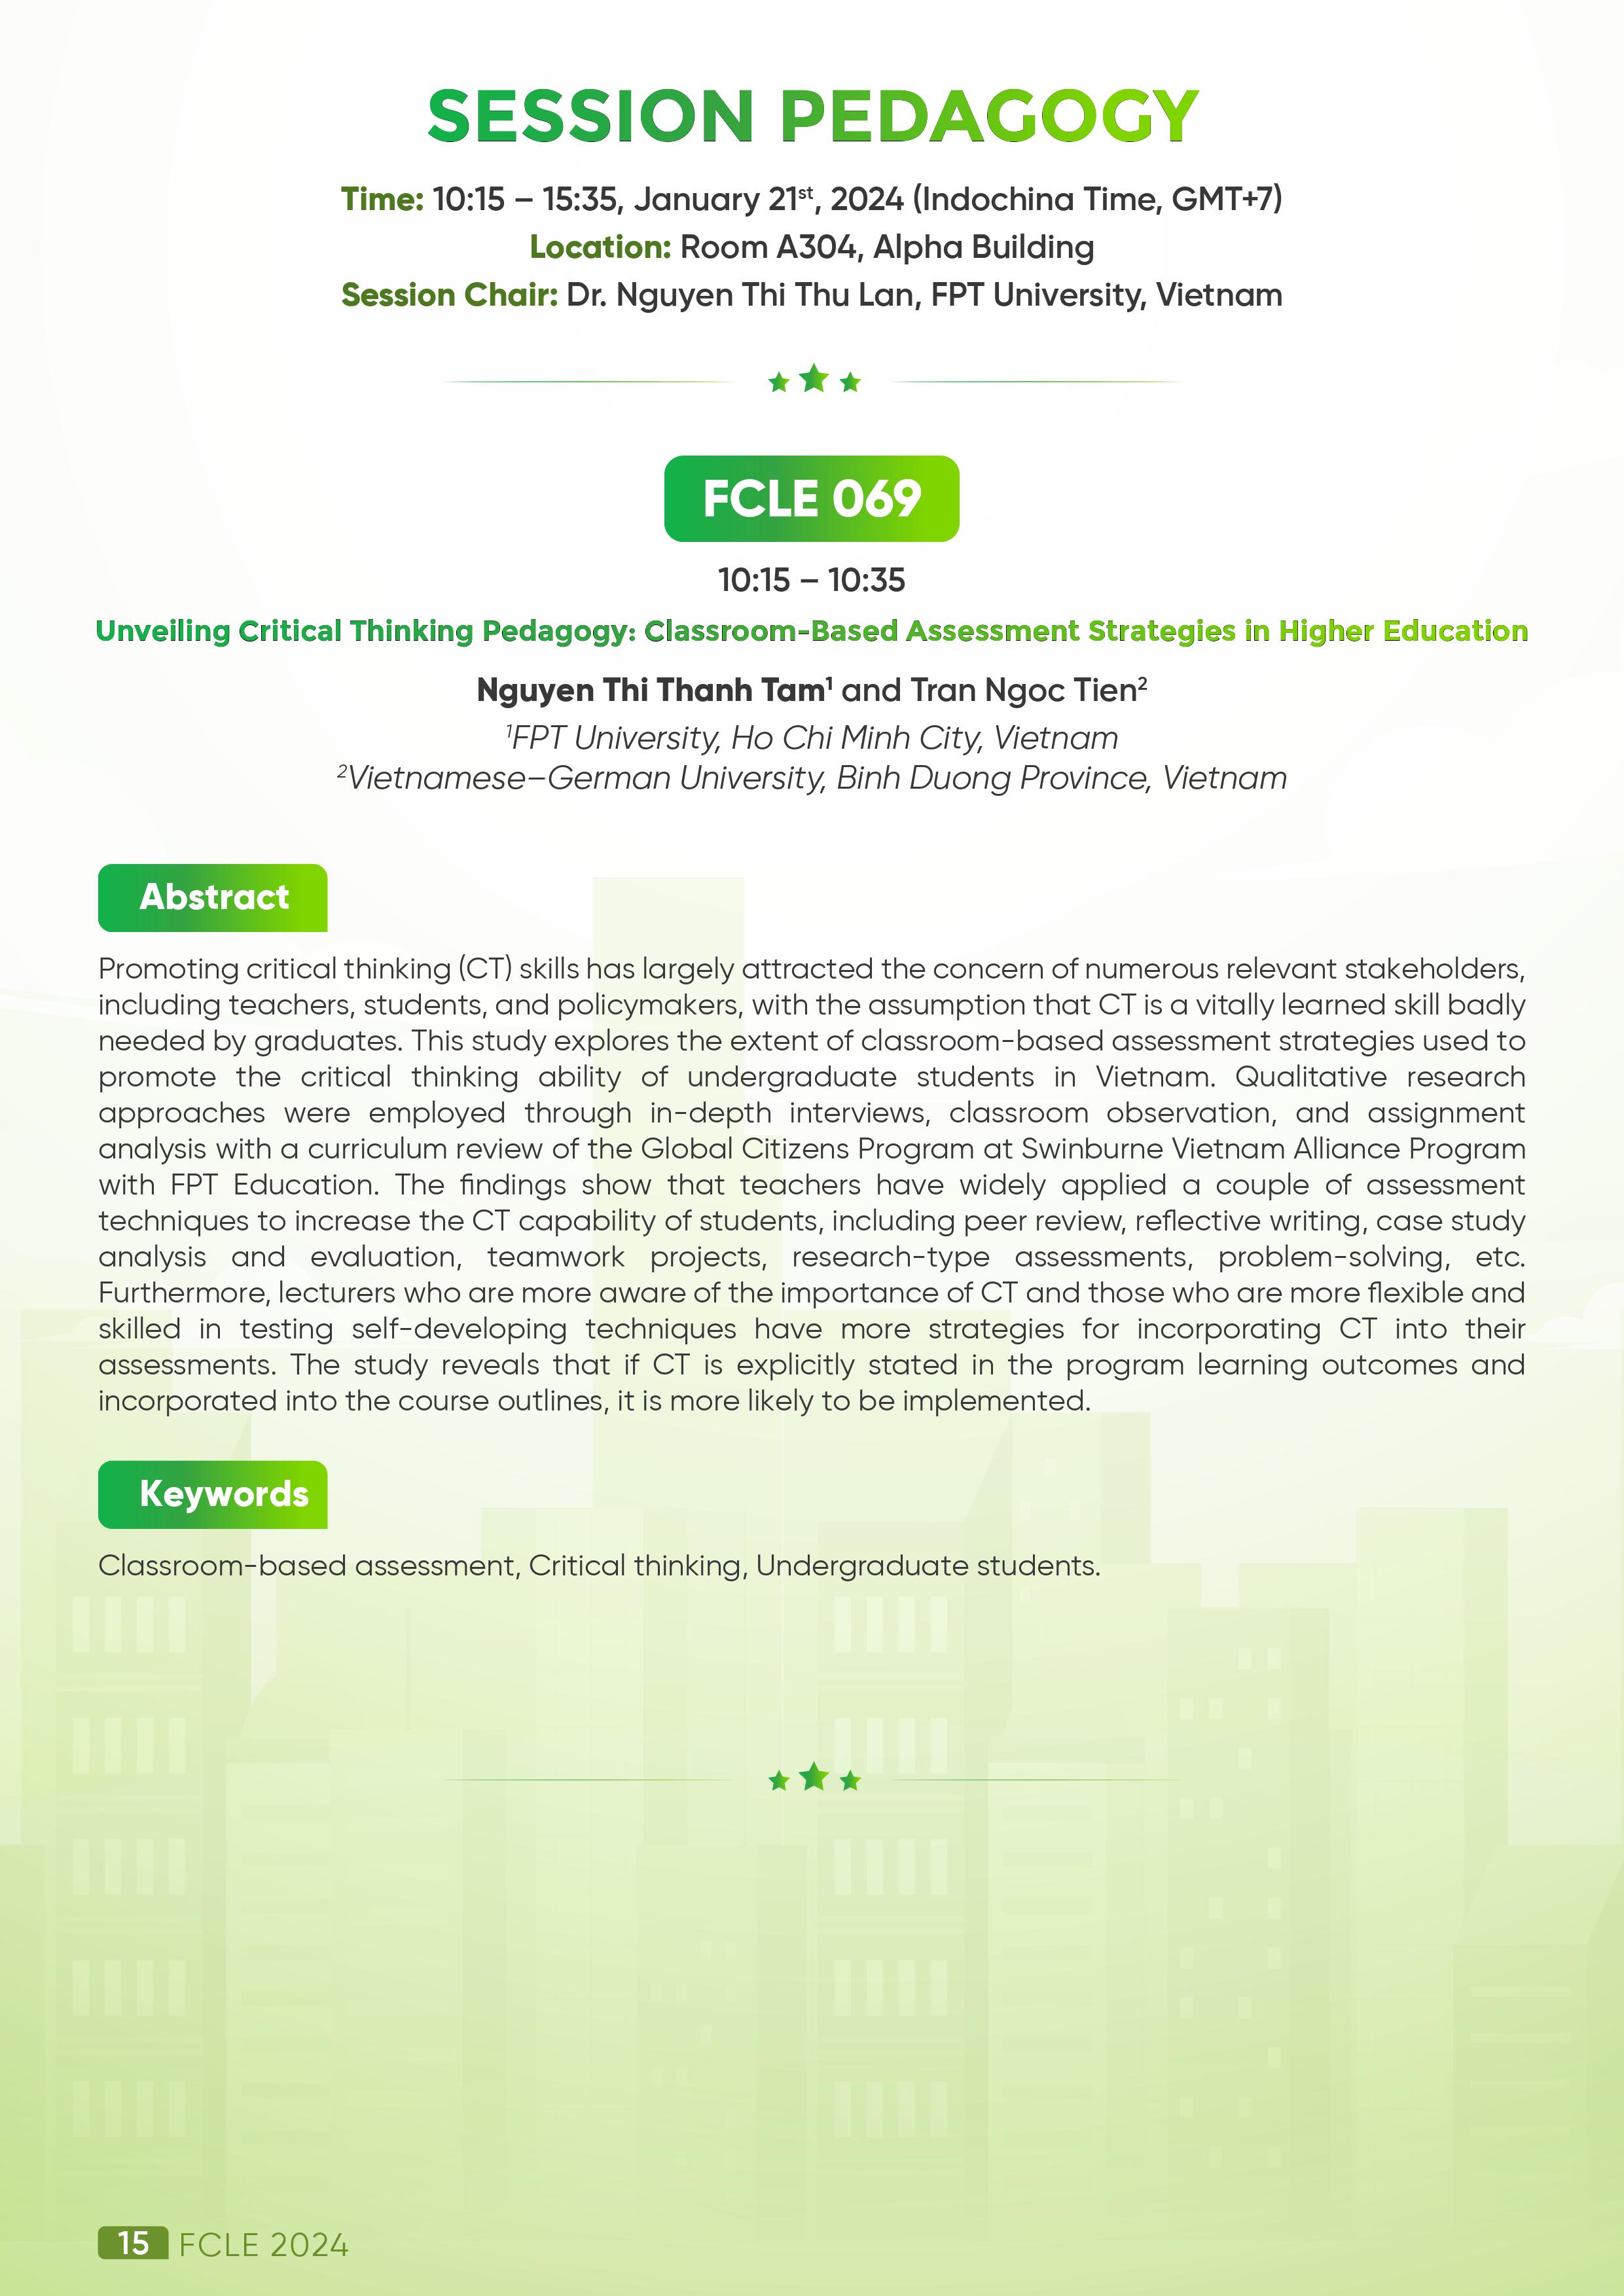 SESSION PEDAGOGY
Time: 10:15 – 15:35, January 21st, 2024 (Indochina Time, GMT+7)
Location: Room A304, Alpha Building
Session Chair: Dr. Nguyen Thi Thu Lan, FPT University, Vietnam
FCLE 069
10:15 – 10:35
Unveiling Critical Thinking Pedagogy: Classroom-Based Assessment Strategies in Higher Education
Nguyen Thi Thanh Tam1 and Tran Ngoc Tien2
1FPT University, Ho Chi Minh City, Vietnam
2Vietnamese–German University, Binh Duong Province, Vietnam
Abstract
Promoting critical thinking (CT) skills has largely attracted the concern of numerous relevant stakeholders,
including teachers, students, and policymakers, with the assumption that CT is a vitally learned skill badly
needed by graduates. This study explores the extent of classroom-based assessment strategies used to
promote the critical thinking ability of undergraduate students in Vietnam. Qualitative research
approaches were employed through in-depth interviews, classroom observation, and assignment
analysis with a curriculum review of the Global Citizens Program at Swinburne Vietnam Alliance Program
with FPT Education. The findings show that teachers have widely applied a couple of assessment
techniques to increase the CT capability of students, including peer review, reflective writing, case study
analysis and evaluation, teamwork projects, research-type assessments, problem-solving, etc.
Furthermore, lecturers who are more aware of the importance of CT and those who are more flexible and
skilled in testing self-developing techniques have more strategies for incorporating CT into their
assessments. The study reveals that if CT is explicitly stated in the program learning outcomes and
incorporated into the course outlines, it is more likely to be implemented.
Keywords
Classroom-based assessment, Critical thinking, Undergraduate students.
15 FCLE 2024